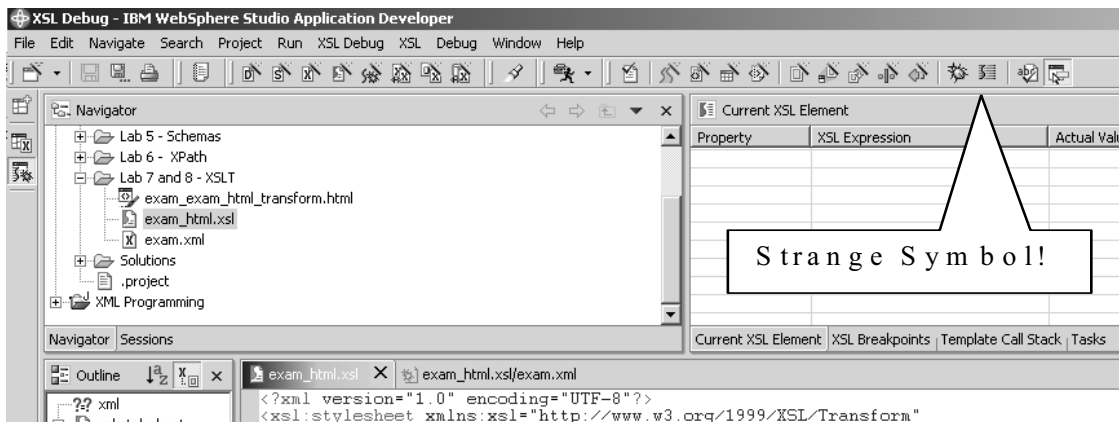 XSL Debug - IBM WebSphere Studio Application Developer
File Edit Navigate Search Project Run XSL Debug XSL Debug Window Help
Navigator
Lab 5 - Schemas
Lab 6 - XPath
Lab 7 and 8 - XSLT
exam_exam_html_transform.html
exam_html.xsl
exam.xml
Solutions
.project
XML Programming
Navigator Sessions
Current XSL Element
Property XSL Expression Actual Valu
Strange Symbol!
Current XSL Element XSL Breakpoints Template Call Stack Tasks
Outline
?? xml
exam_html.xsl exam_html.xsl/exam.xml
<?xml version="1.0" encoding="UTF-8"?>
<xsl:stylesheet xmlns:xsl="http://www.w3.org/1999/XSL/Transform"